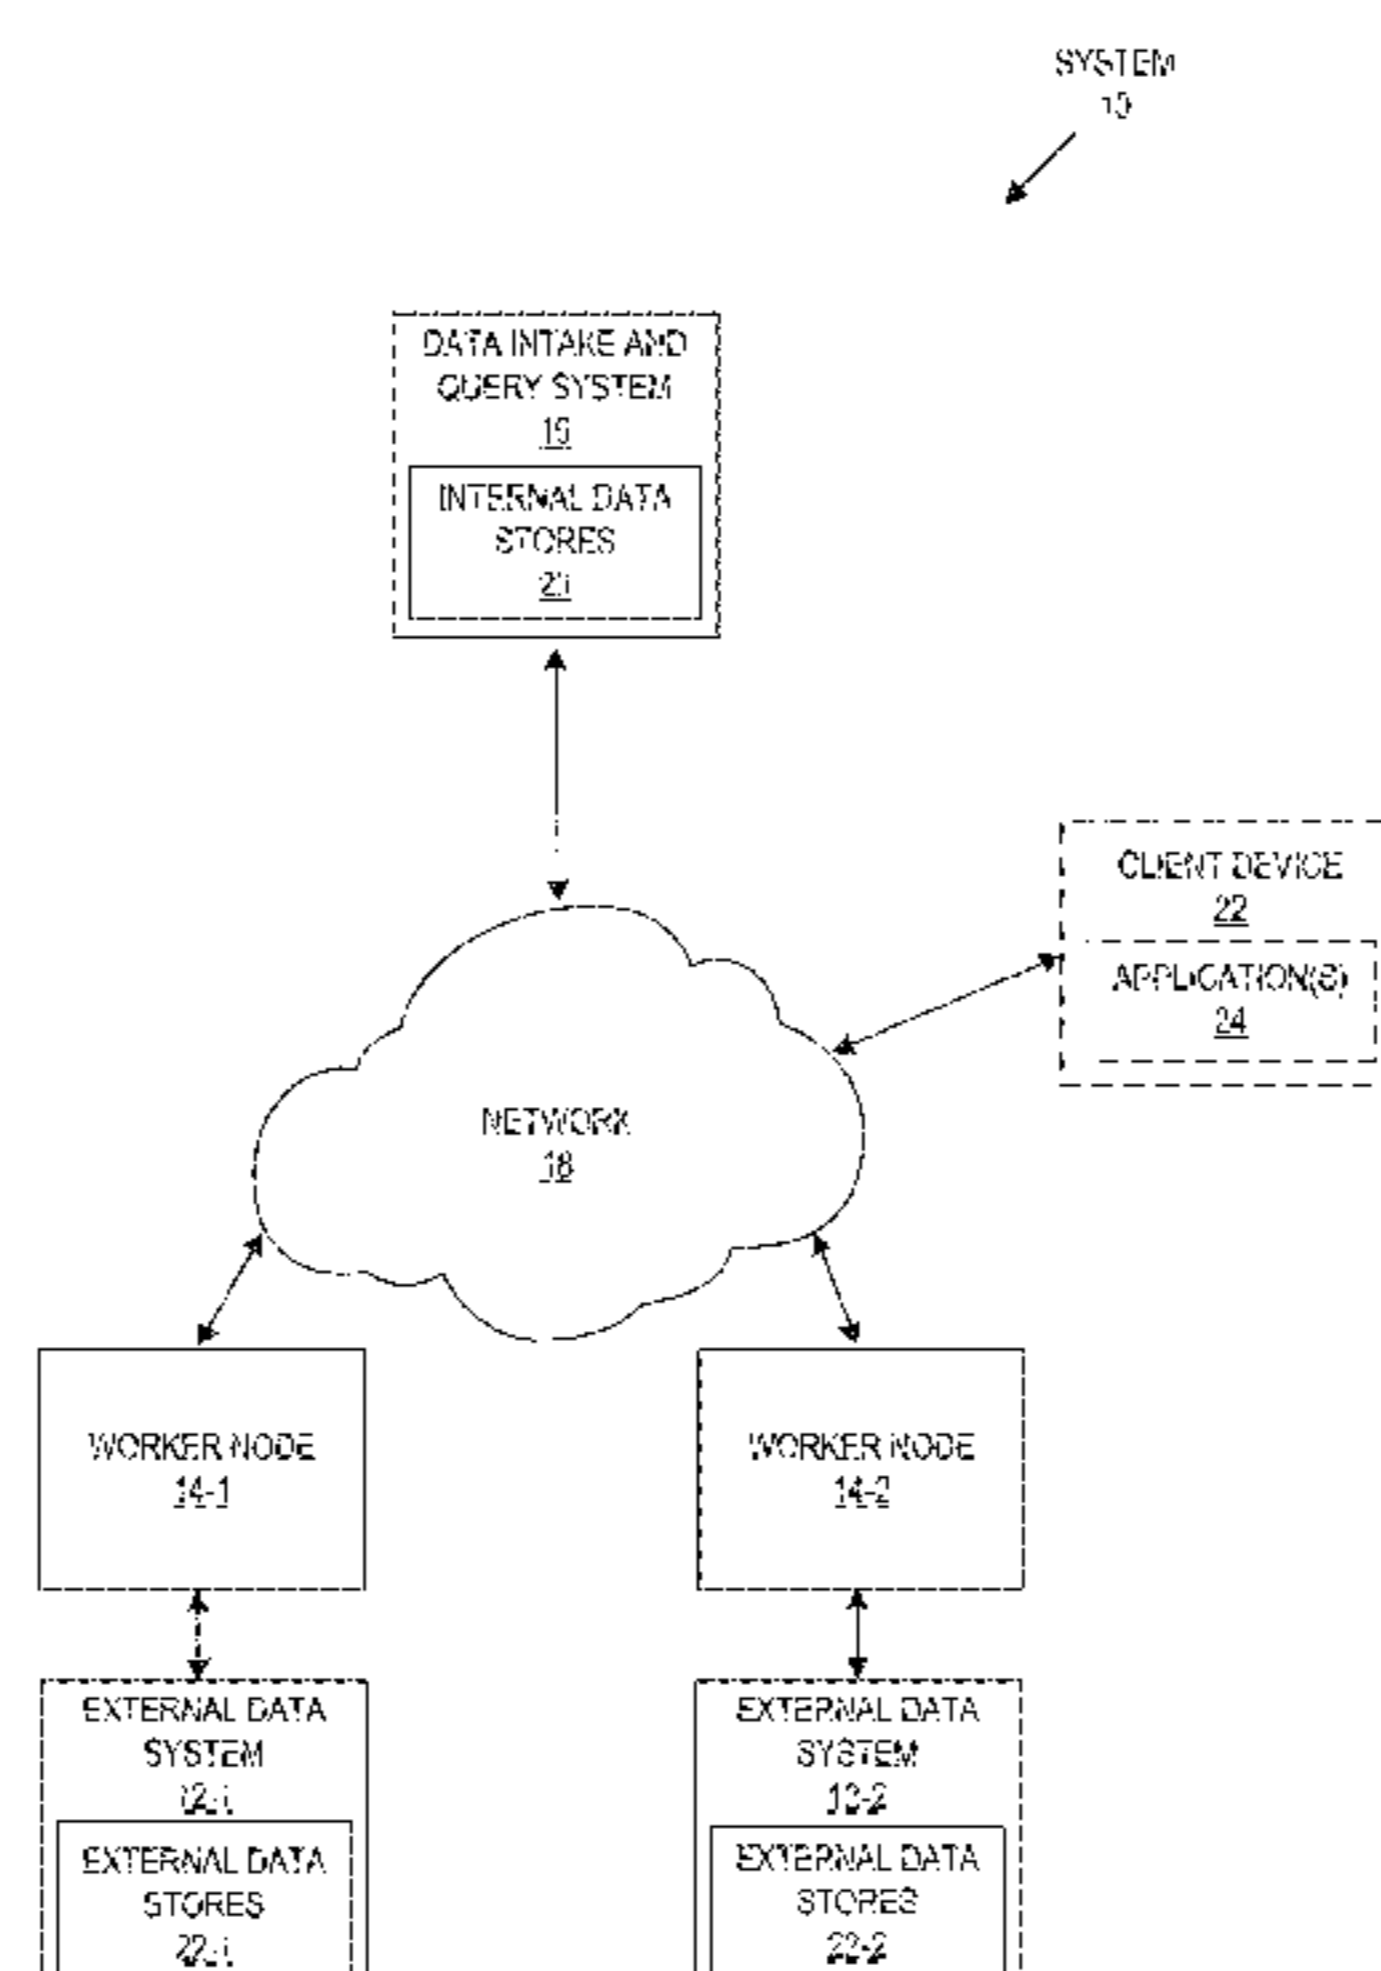 SYSTEM
DATA INTAKE AND
QUERY SYSTEM
INTERNAL DATA
STORES
CLIENT DEVICE
22
APPLICATION(S)
24
NETWORK
18
WORKER NODE
14-1
WORKER NODE
14-2
EXTERNAL DATA
SYSTEM
EXTERNAL DATA
STORES
EXTERNAL DATA
SYSTEM
EXTERNAL DATA
STORES
22-2